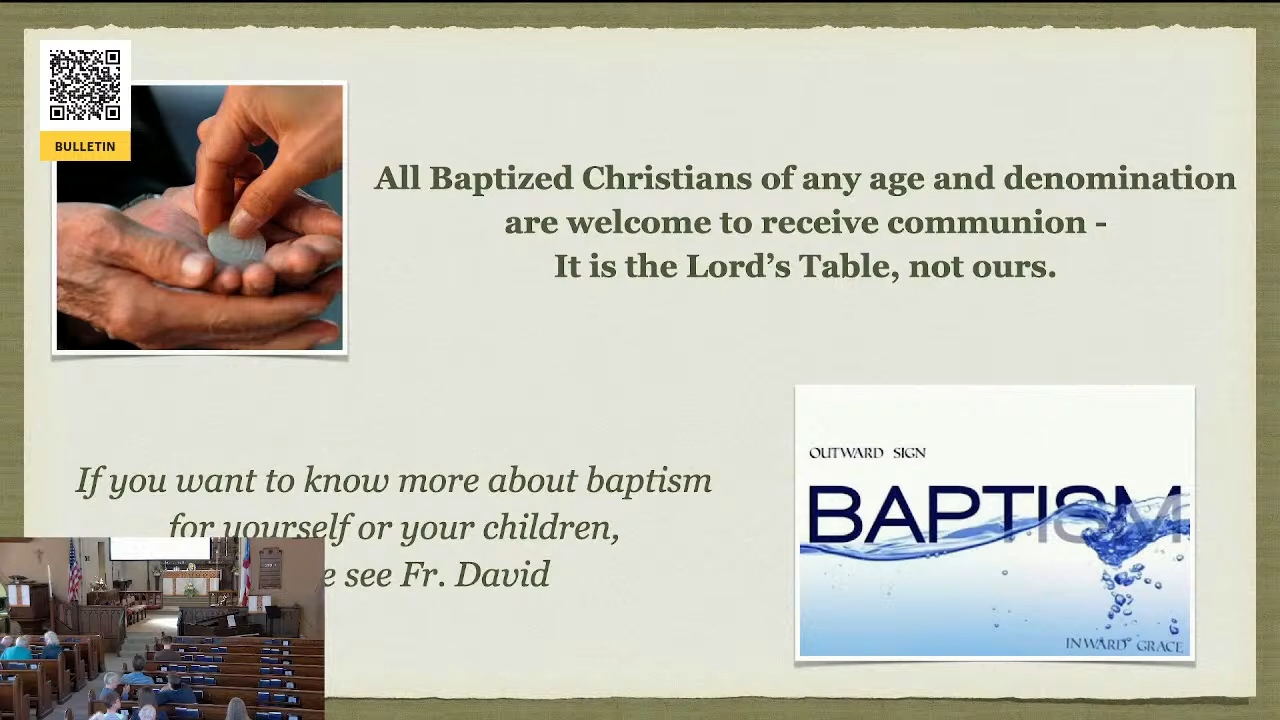 BULLETIN
All Baptized Christians of any age and denomination
are welcome to receive communion -
It is the Lord's Table, not ours.
If you want to know more about baptism
for yourself or your children,
e see Fr. David
OUTWARD SIGN
BAPTISM
INWARD GRACE